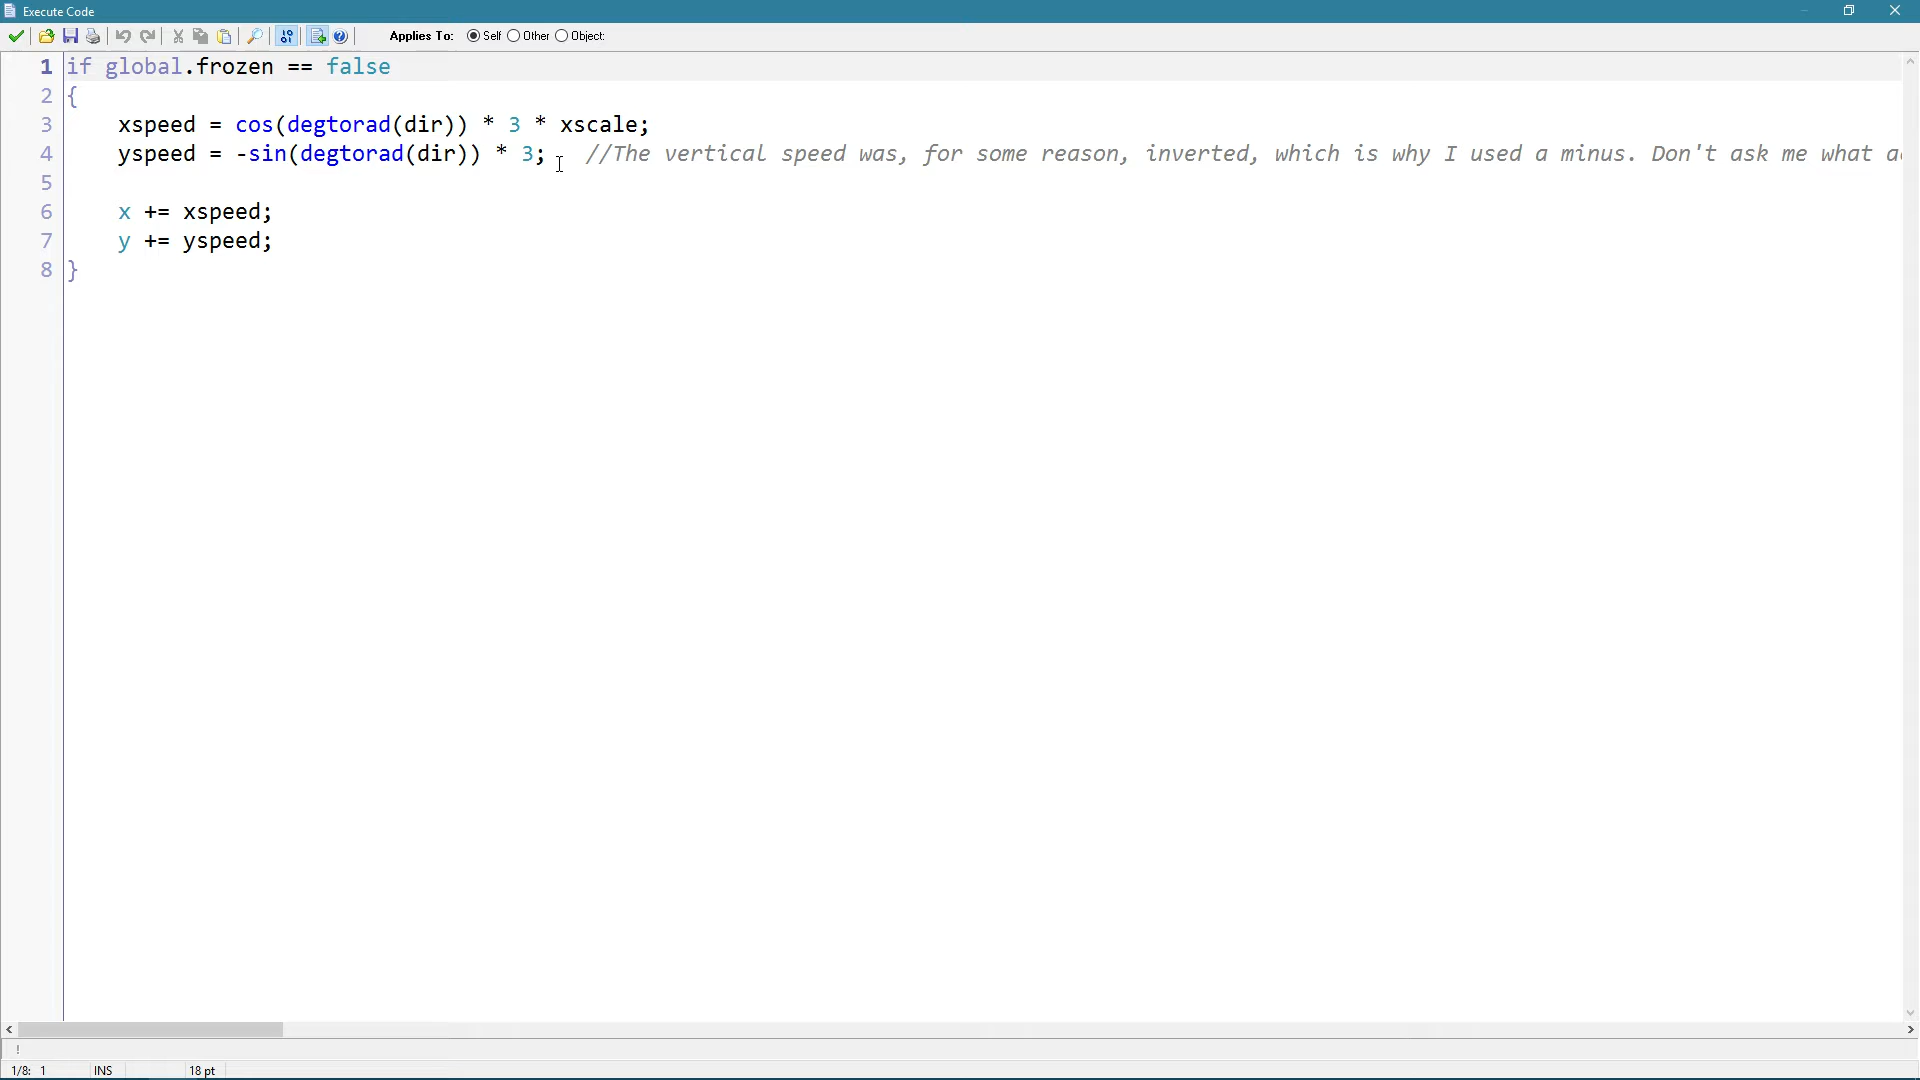 Execute Code
Applies To: Self Other Object:
1 if global.frozen == false
2 {
3 xspeed = cos(degtorad(dir)) * 3 * xscale;
4 yspeed = -sin(degtorad(dir)) * 3; //The vertical speed was, for some reason, inverted, which is why I used a minus. Don't ask me what
5
6 x += xspeed;
7 y += yspeed;
8 }
!
1/8: 1 INS 18 pt